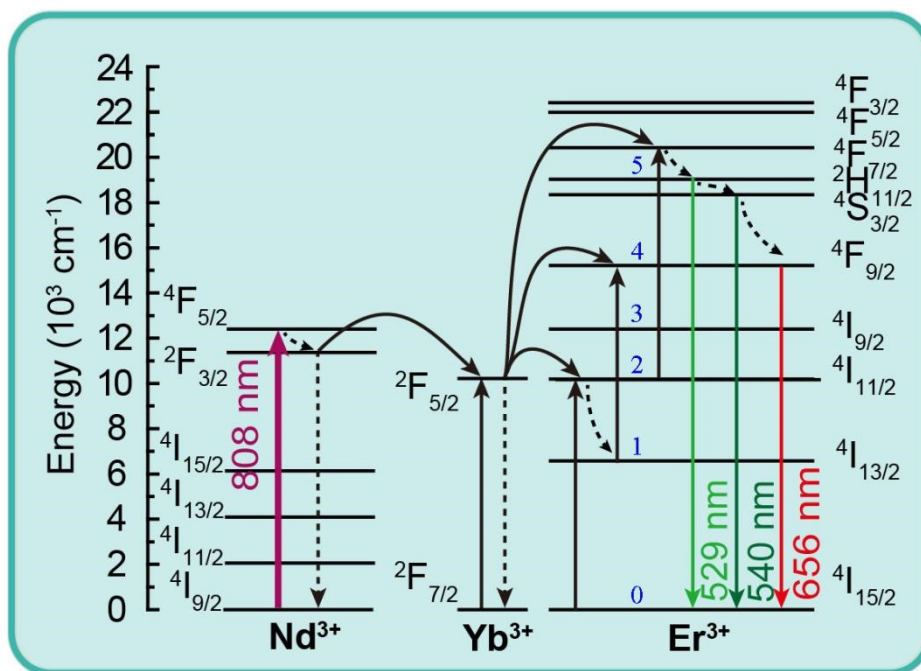 Energy (10³ cm⁻¹)
24
22
20
18
16
14
12
10
8
6
4
2
0
⁴F₅/₂
²F₃/₂
⁴I₁₅/₂
⁴I₁₃/₂
⁴I₁₁/₂
⁴I₉/₂
808 nm
Nd³⁺
²F₅/₂
²F₇/₂
Yb³⁺
5
4
3
2
1
0
529 nm
540 nm
656 nm
Er³⁺
⁴F₃/₂
⁴F₅/₂
⁴F₇/₂
²H₁₁/₂
⁴S₃/₂
⁴F₉/₂
⁴I₉/₂
⁴I₁₁/₂
⁴I₁₃/₂
⁴I₁₅/₂